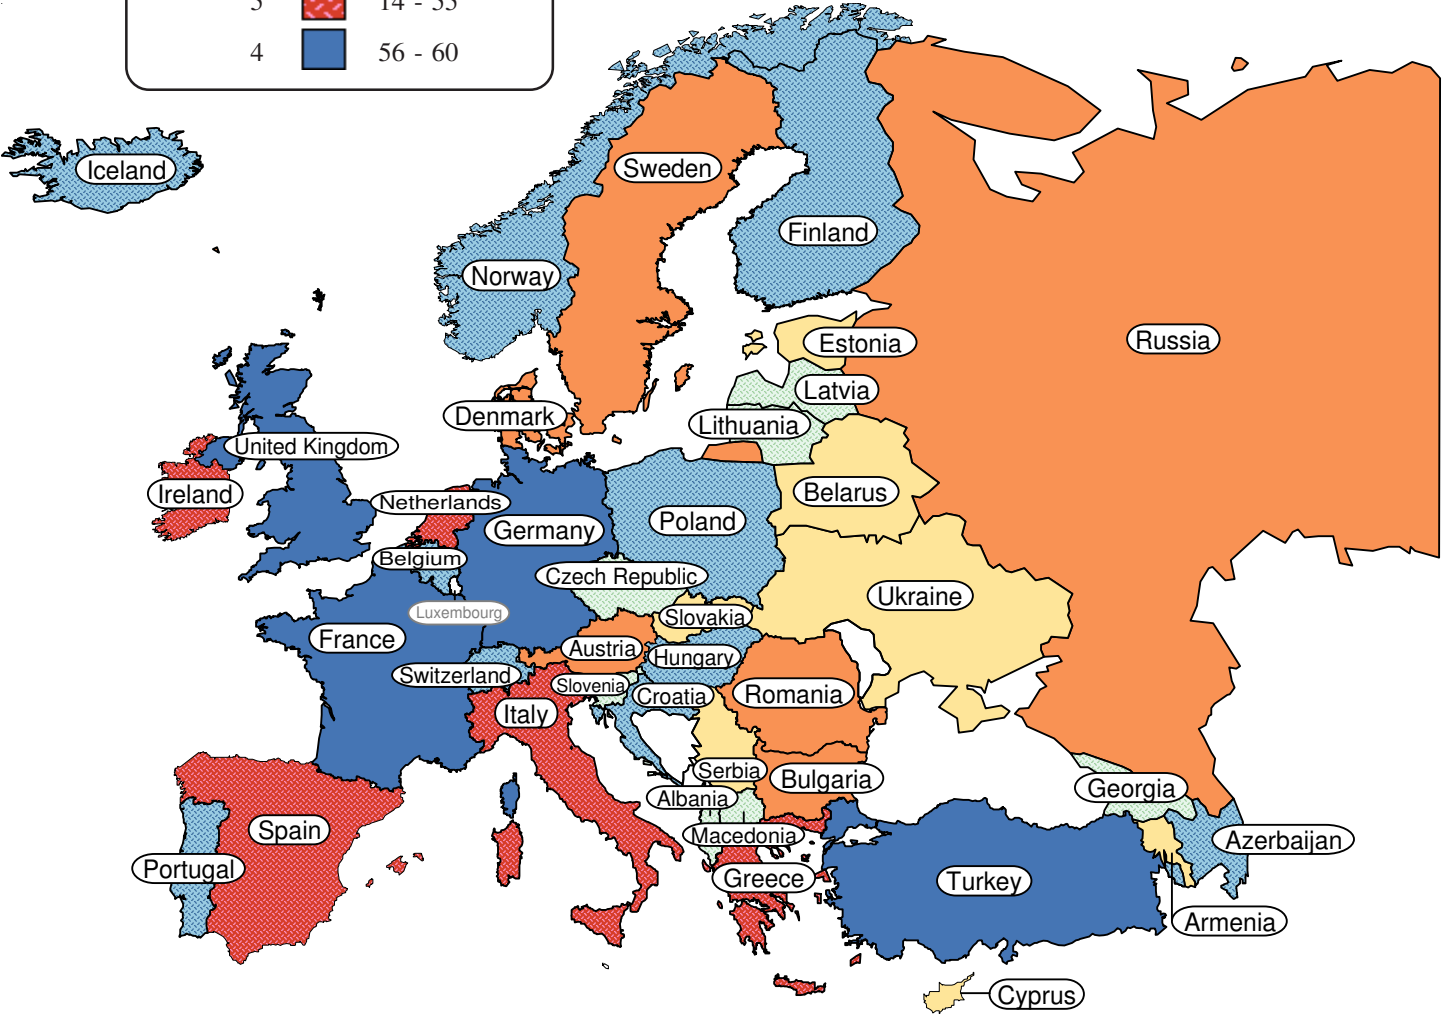 14 - 55
4 56 - 60
Iceland
Sweden
Finland
Norway
Russia
Estonia
Latvia
Denmark
Lithuania
United Kingdom
Ireland
Netherlands
Belarus
Poland
Germany
Belgium
Czech Republic
Ukraine
Luxembourg
Slovakia
France
Austria
Hungary
Switzerland
Slovenia
Croatia
Romania
Italy
Serbia
Bulgaria
Georgia
Albania
Spain
Macedonia
Azerbaijan
Portugal
Greece
Turkey
Armenia
Cyprus